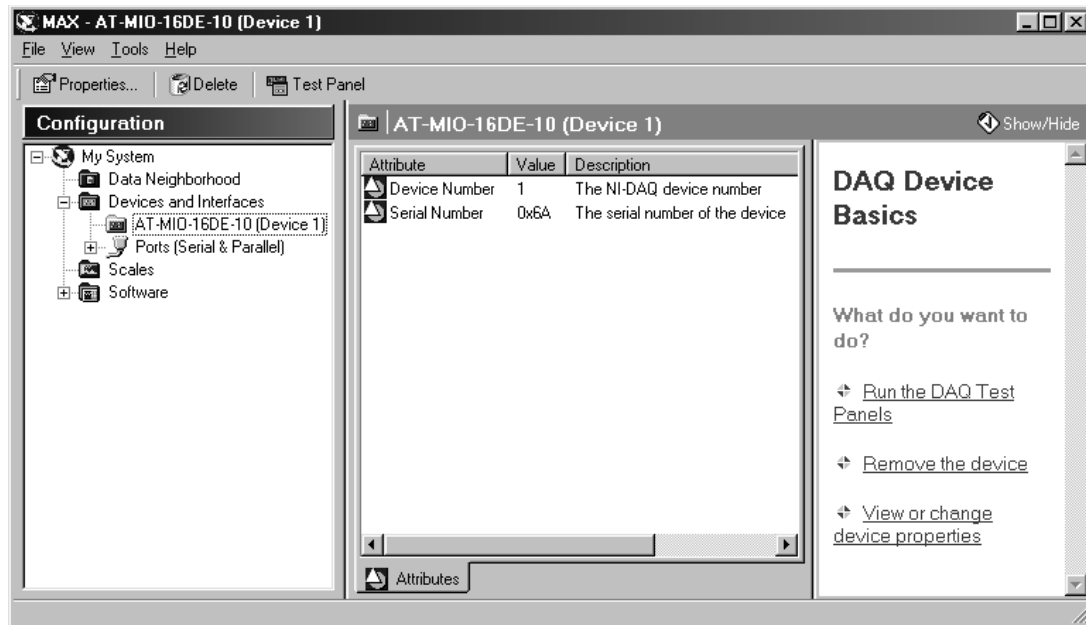 MAX - AT-MIO-16DE-10 (Device 1)
File View Tools Help
Properties... Delete Test Panel
Configuration
My System
Data Neighborhood
Devices and Interfaces
AT-MIO-16DE-10 (Device 1)
Ports (Serial & Parallel)
Scales
Software
AT-MIO-16DE-10 (Device 1)
Show/Hide
Attribute Value Description
Device Number 1 The NI-DAQ device number
Serial Number 0x6A The serial number of the device
Attributes
DAQ Device
Basics
What do you want to
do?
Run the DAQ Test
Panels
Remove the device
View or change
device properties